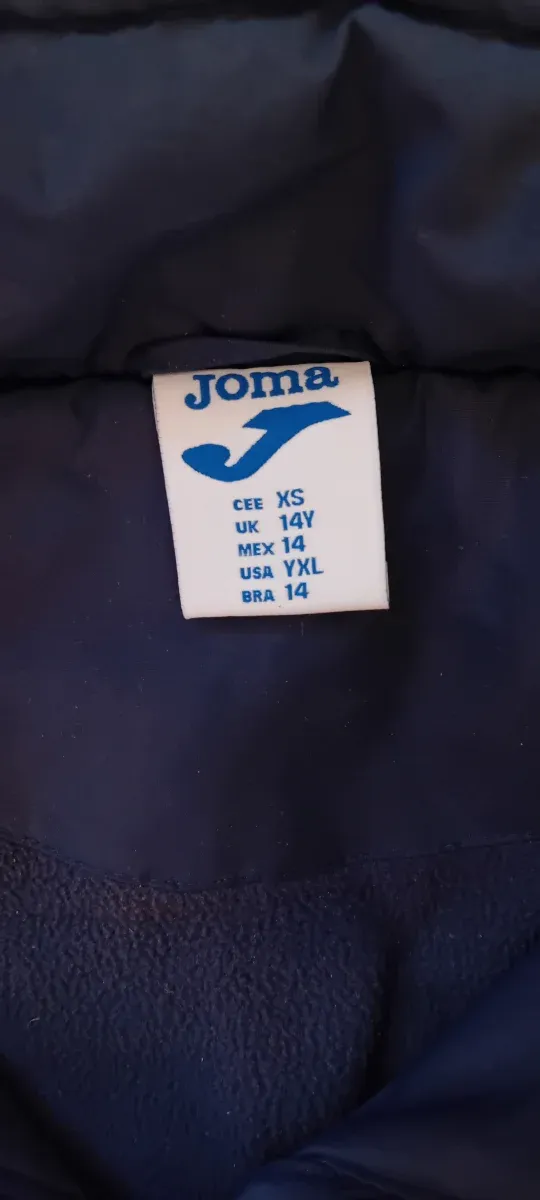 Joma
CEE XS
UK 14Y
MEX 14
USA YXL
BRA 14